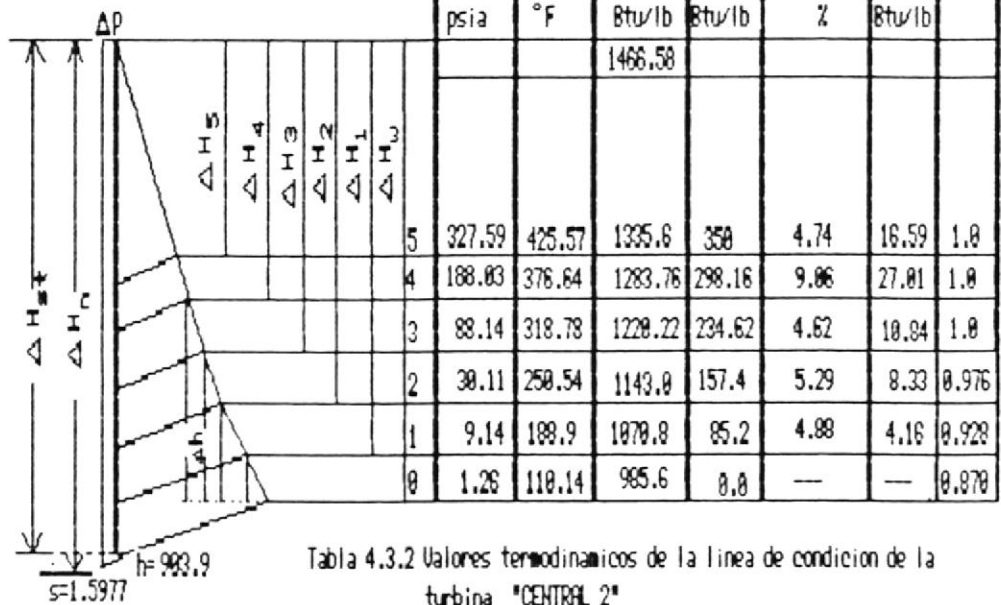 ΔP
psia °F Btu/lb Btu/lb % Btu/lb
1466.58
ΔH5
ΔH4
ΔH3
ΔH2
ΔH1
ΔH0
5 327.59 425.57 1335.6 350 4.74 16.59 1.0
4 188.03 376.64 1283.76 298.16 9.06 27.01 1.0
ΔHst
ΔHr
3 88.14 318.78 1220.22 234.62 4.62 10.84 1.0
2 30.11 250.54 1143.0 157.4 5.29 8.33 0.976
Δh
1 9.14 188.9 1070.8 85.2 4.88 4.16 0.928
0 1.26 110.14 985.6 0.0 --- --- 0.870
h= 903.9
s=1.5977
Tabla 4.3.2 Valores termodinamicos de la linea de condicion de la
turbina "CENTRAL 2"